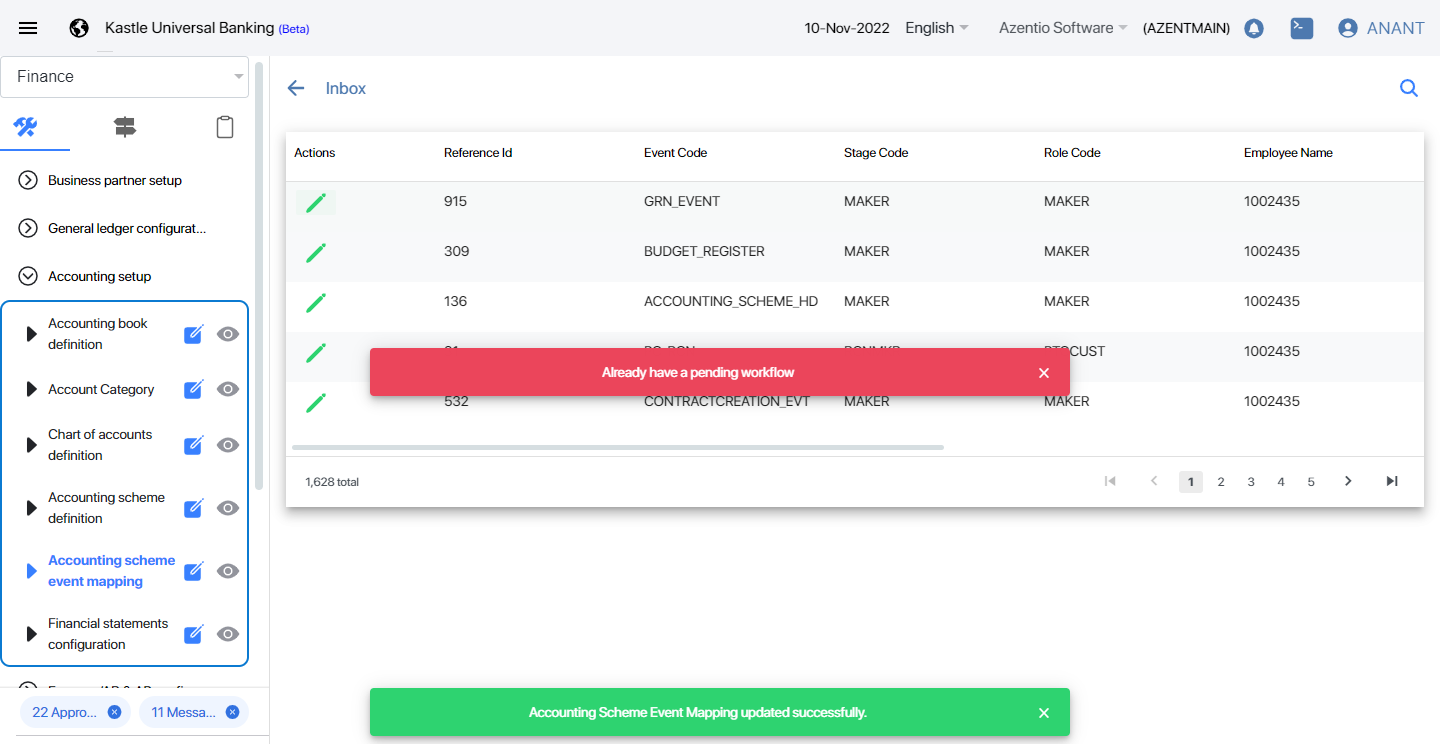 Kastle Universal Banking (Beta)
10-Nov-2022
English
Azentio Software
(AZENTMAIN)
ANANT
Finance
Business partner setup
General ledger configurat...
Accounting setup
Accounting book
definition
Account Category
Chart of accounts
definition
Accounting scheme
definition
Accounting scheme
event mapping
Financial statements
configuration
22 Appro...
11 Messa...
Inbox
Actions Reference Id Event Code Stage Code Role Code Employee Name
915 GRN_EVENT MAKER MAKER 1002435
309 BUDGET_REGISTER MAKER MAKER 1002435
136 ACCOUNTING_SCHEME_HD MAKER MAKER 1002435
1002435
Already have a pending workflow
532 CONTRACTCREATION_EVT MAKER MAKER 1002435
1,628 total
1 2 3 4 5
Accounting Scheme Event Mapping updated successfully.